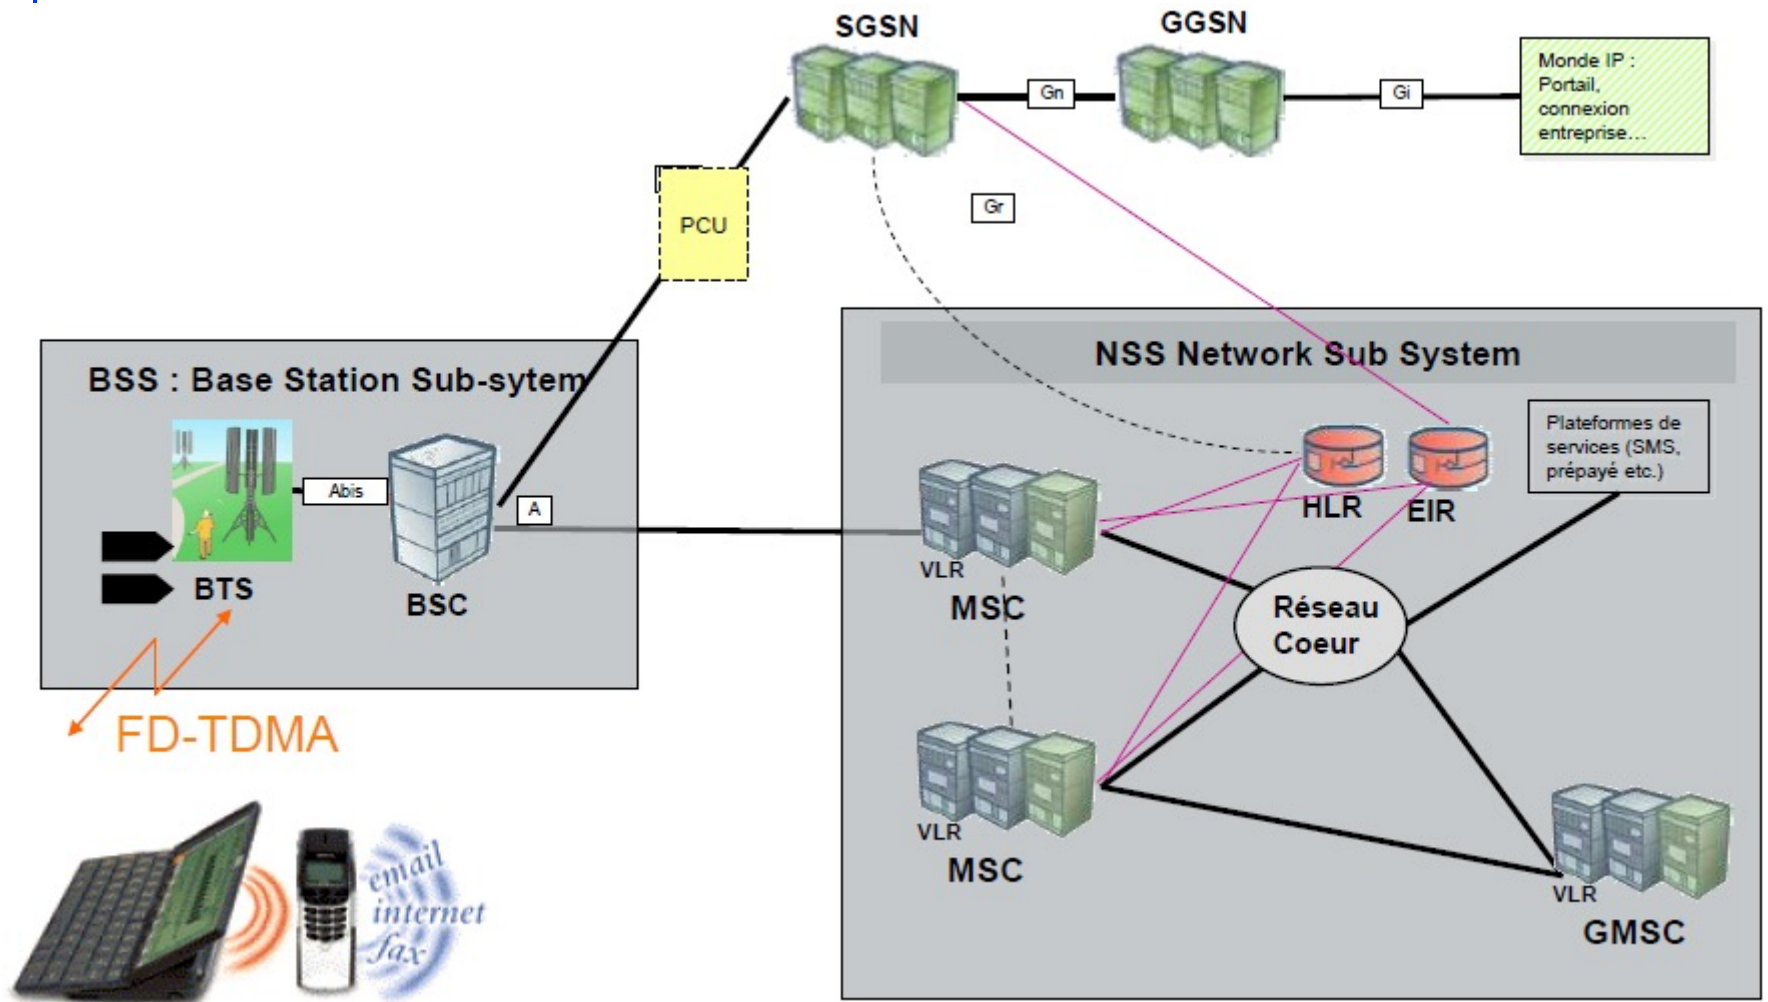 SGSN
GGSN
Gn
Gi
Monde IP :
Portail,
connexion
entreprise...
PCU
Gr
BSS : Base Station Sub-sytem
NSS Network Sub System
Plateformes de
services (SMS,
prépayé etc.)
Abis
A
HLR
EIR
BTS
BSC
VLR
MSC
Réseau
Coeur
FD-TDMA
VLR
MSC
email
internet
fax
VLR
GMSC